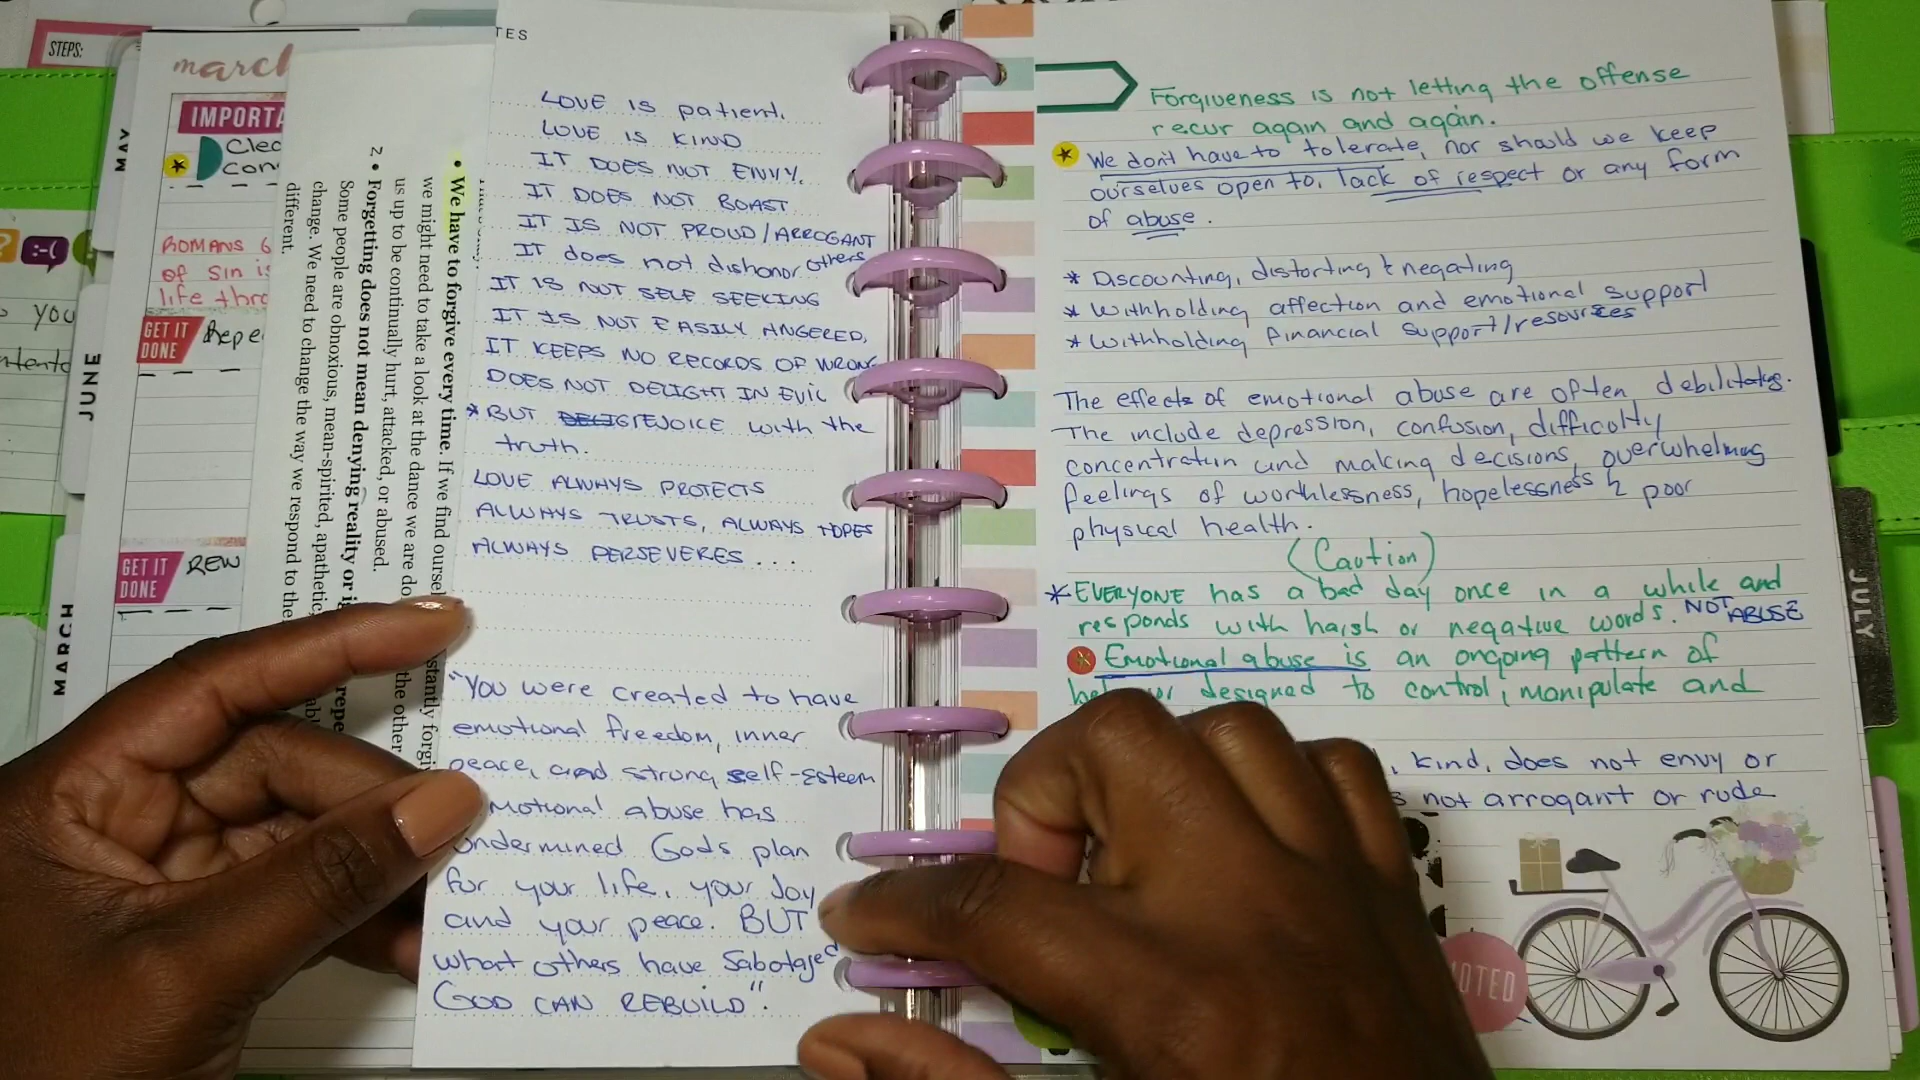 STEPS:
march
IMPORTA
MAY
JUNE
MARCH
ROMANS 6
of sin is
life thro
GET IT
DONE
GET IT
DONE
REW
you
• We have to forgive every time. If we find oursel stantly forgiv
we might need to take a look at the dance we are do
us up to be continually hurt, attacked, or abused. the other
2. • Forgetting does not mean denying reality or i repe
Some people are obnoxious, mean-spirited, apathetic,
change. We need to change the way we respond to the
different.
TES
LOVE IS patient.
LOVE IS KIND
IT DOES NOT ENVY.
IT DOES NOT BOAST
IT IS NOT PROUD/ARROGANT
IT does not dishonor others
IT IS NOT SELF SEEKING
IT IS NOT EASILY ANGERED,
IT KEEPS NO RECORDS OF WRONG
DOES NOT DELIGHT IN EVIL
* BUT REJOICE with the
truth.
LOVE ALWAYS PROTECTS
ALWAYS TRUSTS, ALWAYS HOPES
ALWAYS PERSEVERES...
"You were created to have
emotional freedom, inner
peace, and strong self-esteem
motional abuse has
undermined Gods plan
for your life, your Joy
and your peace. BUT
what others have Sabotaged
GOD CAN REBUILD".
Forgiveness is not letting the offense
recur again and again.
We don't have to tolerate, nor should we keep
ourselves open to, lack of respect or any form
of abuse.
* Discounting, distorting & negating
* Withholding affection and emotional support
* Withholding financial support/resources
The effects of emotional abuse are often debilitating.
The include depression, confusion, difficulty
concentration and making decisions, overwhelming
feelings of worthlessness, hopelessness & poor
physical health.
(Caution)
* EVERYONE has a bad day once in a while and
responds with harsh or negative words. NOT ABUSE
Emotional abuse is an ongoing pattern of
designed to control, manipulate and
, kind, does not envy or
s not arrogant or rude
OTED
JULY